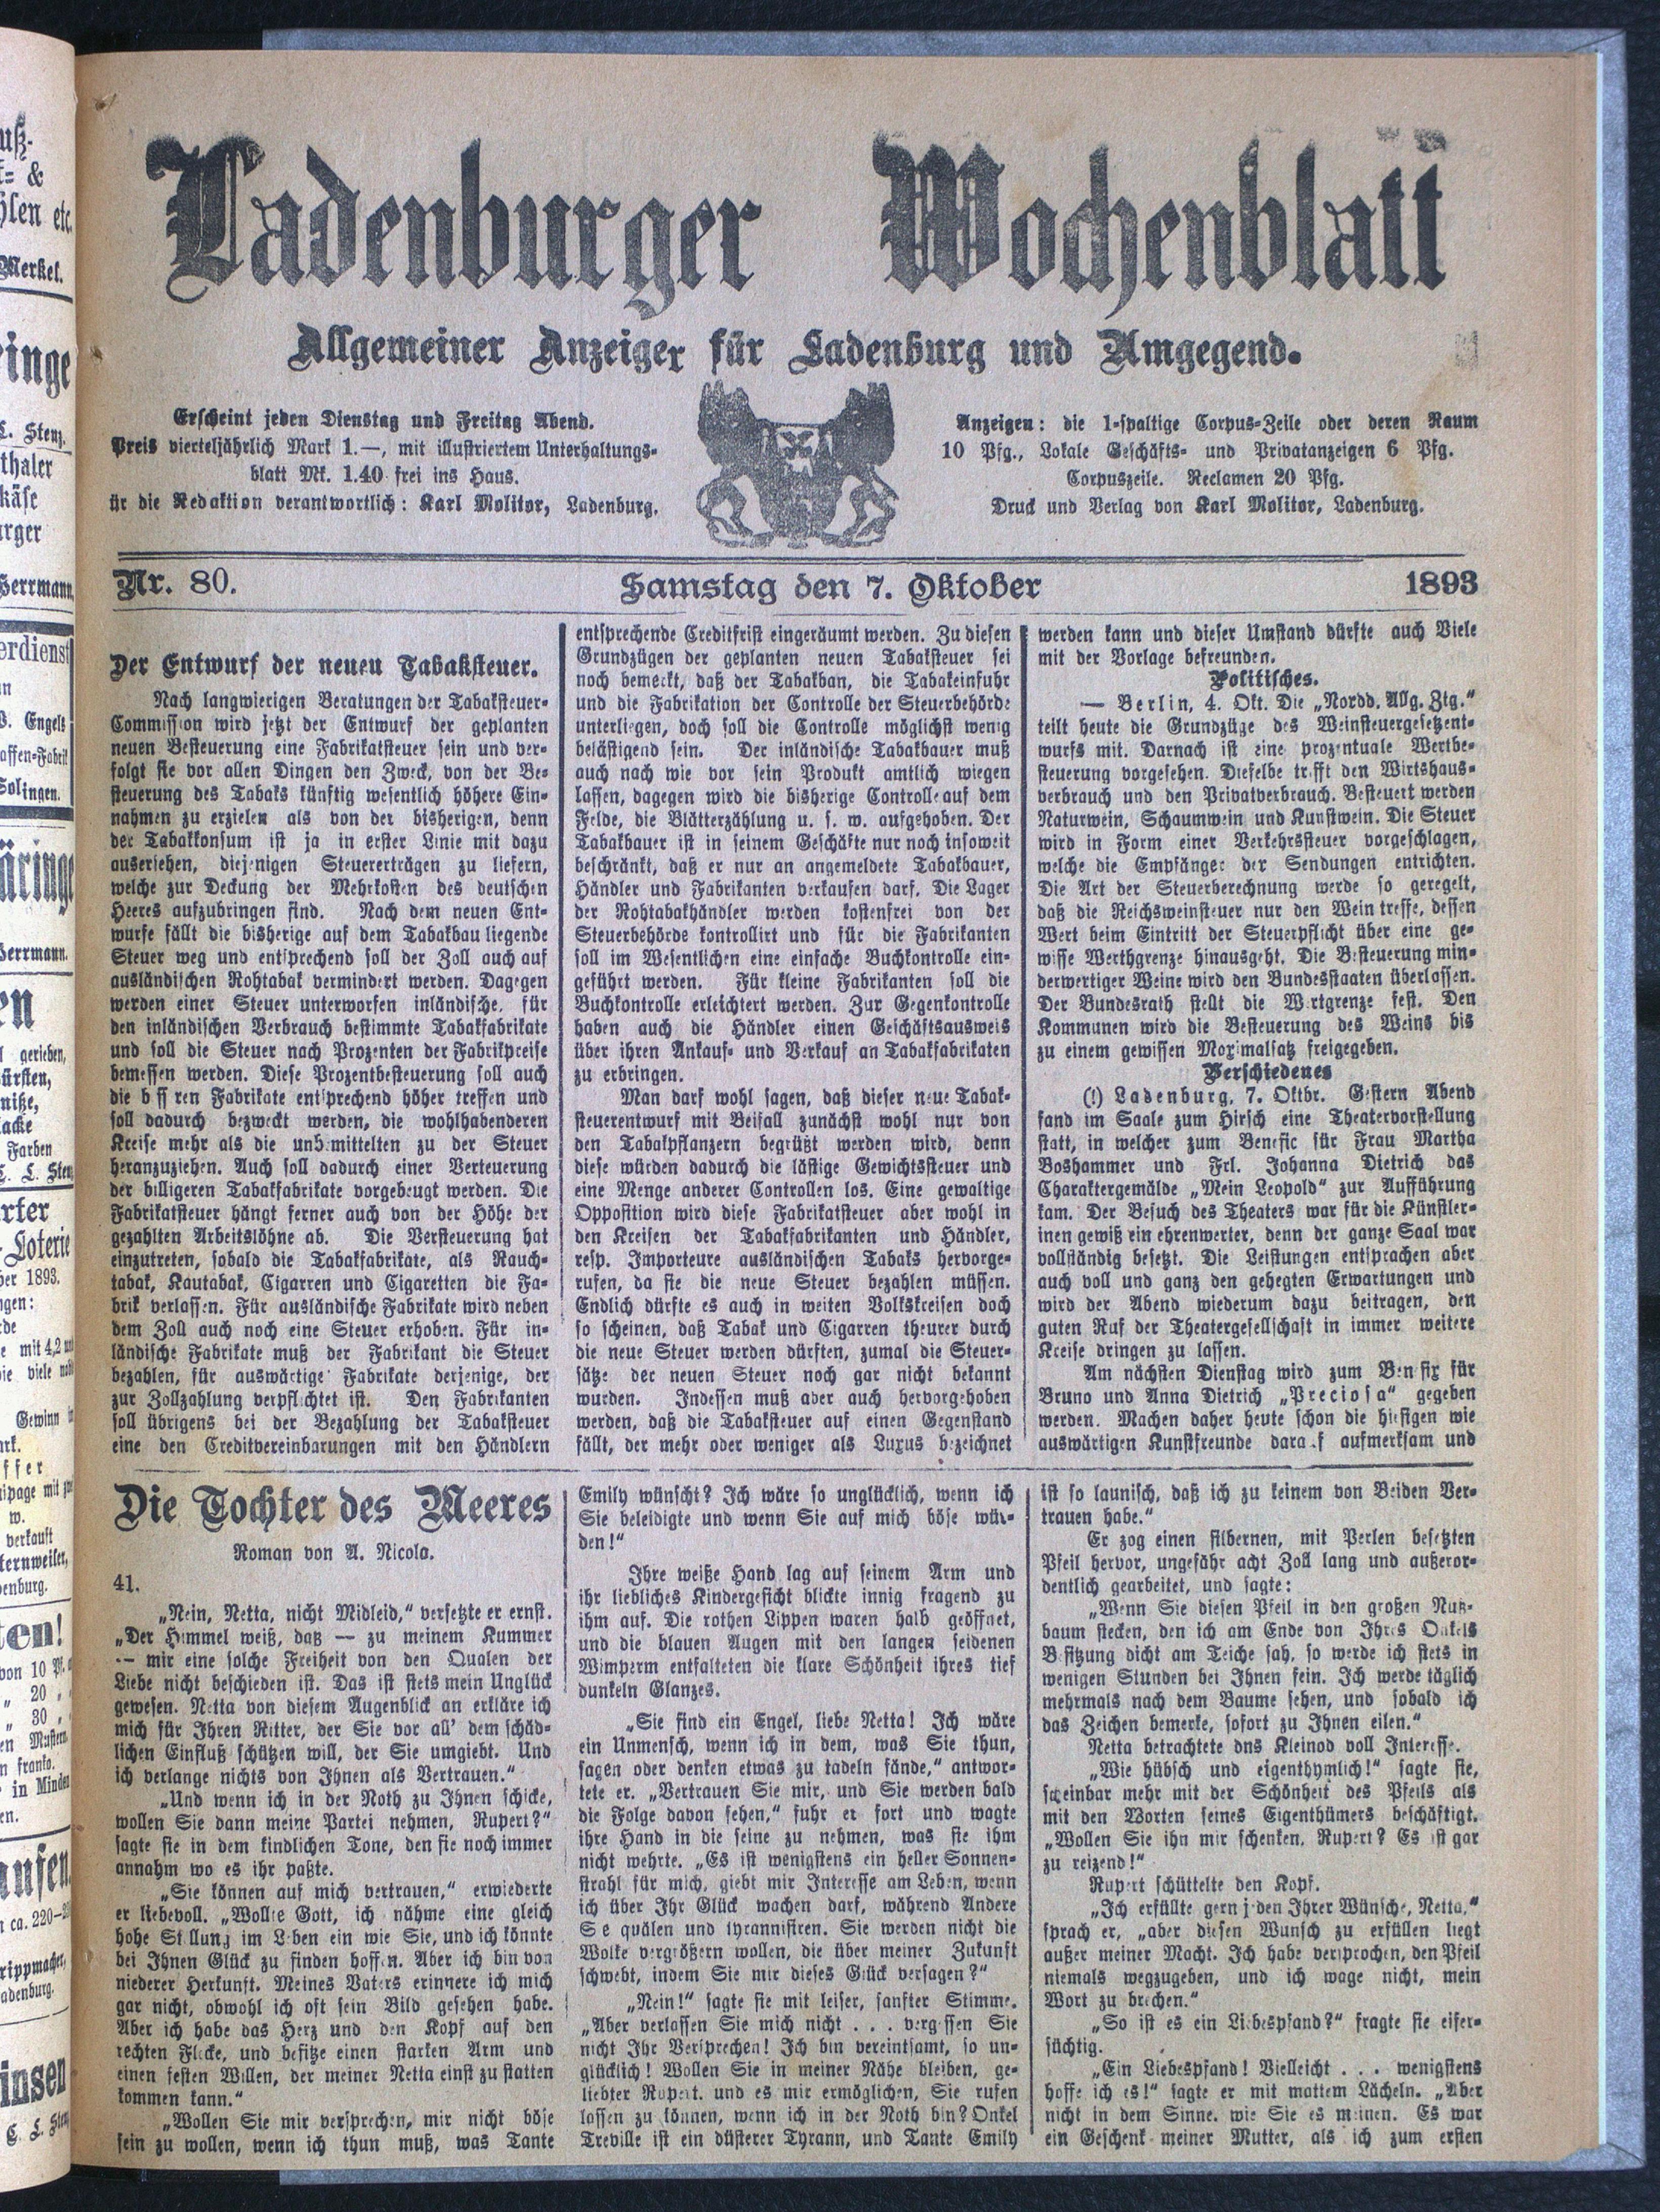 Ladenburger Wochenblatt
Allgemeiner Anzeiger für Ladenburg und Umgegend.
Erscheint jeden Dienstag und Freitag Abend.
Preis vierteljährlich Mark 1.—, mit illustriertem Unterhaltungs-
blatt Mk. 1.40 frei ins Haus.
ür die Redaktion verantwortlich: Karl Molitor, Ladenburg.
Anzeigen: die 1-spaltige Corpus-Zeile oder deren Raum
10 Pfg., Lokale Geschäfts- und Privatanzeigen 6 Pfg.
Corpuszeile. Reclamen 20 Pfg.
Druck und Verlag von Karl Molitor, Ladenburg.
Nr. 80.
Samstag den 7. Oktober
1893
Der Entwurf der neuen Tabaksteuer.
Nach langwierigen Beratungen der Tabaksteuer-
Commission wird jetzt der Entwurf der geplanten
neuen Besteuerung eine Fabrikatsteuer sein und ver-
folgt sie vor allen Dingen den Zweck, von der Be-
steuerung des Tabaks künftig wesentlich höhere Ein-
nahmen zu erzielen als von der bisherigen, denn
der Tabakkonsum ist ja in erster Linie mit dazu
ausersehen, diejenigen Steuererträgen zu liefern,
welche zur Deckung der Mehrkosten des deutschen
Heeres aufzubringen sind. Nach dem neuen Ent-
wurfe fällt die bisherige auf dem Tabakbau liegende
Steuer weg und entsprechend soll der Zoll auch auf
ausländischen Rohtabak vermindert werden. Dagegen
werden einer Steuer unterworfen inländische, für
den inländischen Verbrauch bestimmte Tabakfabrikate
und soll die Steuer nach Prozenten der Fabrikpreise
bemessen werden. Diese Prozentbesteuerung soll auch
die b ss ren Fabrikate entsprechend höher treffen und
soll dadurch bezweckt werden, die wohlhabenderen
Kreise mehr als die unbemittelten zu der Steuer
heranzuziehen. Auch soll dadurch einer Verteuerung
der billigeren Tabakfabrikate vorgebeugt werden. Die
Fabrikatsteuer hängt ferner auch von der Höhe der
gezahlten Arbeitslöhne ab. Die Versteuerung hat
einzutreten, sobald die Tabakfabrikate, als Rauch-
tabak, Kautabak, Cigarren und Cigaretten die Fa-
brik verlassen. Für ausländische Fabrikate wird neben
dem Zoll auch noch eine Steuer erhoben. Für in-
ländische Fabrikate muß der Fabrikant die Steuer
bezahlen, für auswärtige Fabrikate derjenige, der
zur Zollzahlung verpflichtet ist. Den Fabrikanten
soll übrigens bei der Bezahlung der Tabaksteuer
eine den Creditvereinbarungen mit den Händlern
entsprechende Creditfrist eingeräumt werden. Zu diesen
Grundzügen der geplanten neuen Tabaksteuer sei
noch bemerkt, daß der Tabakban, die Tabakeinfuhr
und die Fabrikation der Controlle der Steuerbehörde
unterliegen, doch soll die Controlle möglichst wenig
belästigend sein. Der inländische Tabakbauer muß
auch nach wie vor sein Produkt amtlich wiegen
lassen, dagegen wird die bisherige Controlle auf dem
Felde, die Blätterzählung u. s. w. aufgehoben. Der
Tabakbauer ist in seinem Geschäfte nur noch insoweit
beschränkt, daß er nur an angemeldete Tabakbauer,
Händler und Fabrikanten verkaufen darf. Die Lager
der Rohtabakhändler werden kostenfrei von der
Steuerbehörde kontrollirt und für die Fabrikanten
soll im Wesentlichen eine einfache Buchkontrolle ein-
geführt werden. Für kleine Fabrikanten soll die
Buchkontrolle erleichtert werden. Zur Gegenkontrolle
haben auch die Händler einen Geschäftsausweis
über ihren Ankauf- und Verkauf an Tabakfabrikaten
zu erbringen.
Man darf wohl sagen, daß dieser neue Tabak-
steuerentwurf mit Beifall zunächst wohl nur von
den Tabakpflanzern begrüßt werden wird, denn
diese würden dadurch die lästige Gewichtssteuer und
eine Menge anderer Controllen los. Eine gewaltige
Opposition wird diese Fabrikatsteuer aber wohl in
den Kreisen der Tabakfabrikanten und Händler,
resp. Importeure ausländischen Tabaks hervorge-
rufen, da sie die neue Steuer bezahlen müssen.
Endlich dürfte es auch in weiten Volkskreisen doch
so scheinen, daß Tabak und Cigarren theurer durch
die neue Steuer werden dürften, zumal die Steuer-
sätze der neuen Steuer noch gar nicht bekannt
wurden. Indessen muß aber auch hervorgehoben
werden, daß die Tabaksteuer auf einen Gegenstand
fällt, der mehr oder weniger als Luxus bezeichnet
werden kann und dieser Umstand dürfte auch Viele
mit der Vorlage befreunden.
Politisches.
— Berlin, 4. Okt. Die „Nordd. Allg. Ztg.“
teilt heute die Grundzüge des Weinsteuergesetzent-
wurfs mit. Darnach ist eine prozentuale Wertbe-
steuerung vorgesehen. Dieselbe trifft den Wirtshaus-
verbrauch und den Privatverbrauch. Besteuert werden
Naturwein, Schaumwein und Kunstwein. Die Steuer
wird in Form einer Verkehrssteuer vorgeschlagen,
welche die Empfänger der Sendungen entrichten.
Die Art der Steuerberechnung werde so geregelt,
daß die Reichsweinsteuer nur den Wein treffe, dessen
Wert beim Eintritt der Steuerpflicht über eine ge-
wisse Werthgrenze hinausgeht. Die Besteuerung min-
derwertiger Weine wird den Bundesstaaten überlassen.
Der Bundesrath stellt die Wertgrenze fest. Den
Kommunen wird die Besteuerung des Weins bis
zu einem gewissen Maximalsatz freigegeben.
Verschiedenes
(!) Ladenburg, 7. Oktbr. Gestern Abend
fand im Saale zum Hirsch eine Theatervorstellung
statt, in welcher zum Benefic für Frau Martha
Boshammer und Frl. Johanna Dietrich das
Charaktergemälde „Mein Leopold“ zur Aufführung
kam. Der Besuch des Theaters war für die Künstler-
inen gewiß ein ehrenwerter, denn der ganze Saal war
vollständig besetzt. Die Leistungen entsprachen aber
auch voll und ganz den gehegten Erwartungen und
wird der Abend wiederum dazu beitragen, den
guten Ruf der Theatergesellschaft in immer weitere
Kreise dringen zu lassen.
Am nächsten Dienstag wird zum Benefix für
Bruno und Anna Dietrich „Preciosa“ gegeben
werden. Machen daher heute schon die hiesigen wie
auswärtigen Kunstfreunde darauf aufmerksam und
Die Tochter des Meeres
Roman von A. Nicola.
41.
„Nein, Netta, nicht Midleid,“ versetzte er ernst.
„Der Himmel weiß, daß — zu meinem Kummer
— mir eine solche Freiheit von den Qualen der
Liebe nicht beschieden ist. Das ist stets mein Unglück
gewesen. Netta von diesem Augenblick an erkläre ich
mich für Ihren Ritter, der Sie vor all' dem schäd-
lichen Einfluß schützen will, der Sie umgiebt. Und
ich verlange nichts von Ihnen als Vertrauen.“
„Und wenn ich in der Noth zu Ihnen schicke,
wollen Sie dann meine Partei nehmen, Rupert?“
sagte sie in dem kindlichen Tone, den sie noch immer
annahm wo es ihr paßte.
„Sie können auf mich vertrauen,“ erwiederte
er liebevoll. „Wollte Gott, ich nähme eine gleich
hohe Stellung im Leben ein wie Sie, und ich könnte
bei Ihnen Glück zu finden hoffen. Aber ich bin von
niederer Herkunft. Meines Vaters erinnere ich mich
gar nicht, obwohl ich oft sein Bild gesehen habe.
Aber ich habe das Herz und den Kopf auf den
rechten Flecke, und besitze einen starken Arm und
einen festen Willen, der meiner Netta einst zu statten
kommen kann.“
„Wollen Sie mir versprechen, mir nicht böse
sein zu wollen, wenn ich thun muß, was Tante
Emily wünscht? Ich wäre so unglücklich, wenn ich
Sie beleidigte und wenn Sie auf mich böse wür-
den!“
Ihre weiße Hand lag auf seinem Arm und
ihr liebliches Kindergesicht blickte innig fragend zu
ihm auf. Die rothen Lippen waren halb geöffnet,
und die blauen Augen mit den langen seidenen
Wimperm entfalteten die klare Schönheit ihres tief
dunkeln Glanzes.
„Sie sind ein Engel, liebe Netta! Ich wäre
ein Unmensch, wenn ich in dem, was Sie thun,
sagen oder denken etwas zu tadeln fände,“ antwor-
tete er. „Vertrauen Sie mir, und Sie werden bald
die Folge davon sehen,“ fuhr er fort und wagte
ihre Hand in die seine zu nehmen, was sie ihm
nicht wehrte. „Es ist wenigstens ein heller Sonnen-
strahl für mich, giebt mir Interesse am Leben, wenn
ich über Ihr Glück wachen darf, während Andere
S e quälen und tyrannisiren. Sie werden nicht die
Wolke vergrößern wollen, die über meiner Zukunft
schwebt, indem Sie mir dieses Glück versagen?“
„Nein!“ sagte sie mit leiser, sanfter Stimme.
„Aber verlassen Sie mich nicht . . . vergessen Sie
nicht Ihr Versprechen! Ich bin vereintsamt, so un-
glücklich! Wollen Sie in meiner Nähe bleiben, ge-
liebter Rupert. und es mir ermöglichen, Sie rufen
lassen zu können, wenn ich in der Noth bin? Onkel
Treville ist ein düsterer Tyrann, und Tante Emily
ist so launisch, daß ich zu keinem von Beiden Ver-
trauen habe.“
Er zog einen silbernen, mit Perlen besetzten
Pfeil hervor, ungefähr acht Zoll lang und außeror-
dentlich gearbeitet, und sagte:
„Wenn Sie diesen Pfeil in den großen Nuß-
baum stecken, den ich am Ende von Ihres Onkels
Besitzung dicht am Teiche sah, so werde ich stets in
wenigen Stunden bei Ihnen sein. Ich werde täglich
mehrmals nach dem Baume sehen, und sobald ich
das Zeichen bemerke, sofort zu Ihnen eilen.“
Netta betrachtete dns Kleinod voll Interesse.
„Wie hübsch und eigenthymlich!“ sagte sie,
scheinbar mehr mit der Schönheit des Pfeils als
mit den Worten seines Eigenthümers beschäftigt.
„Wollen Sie ihn mir schenken, Rupert? Es ist gar
zu reizend!“
Rupert schüttelte den Kopf.
„Ich erfüllte gern jeden Ihrer Wünsche, Netta,“
sprach er, „aber diesen Wunsch zu erfüllen liegt
außer meiner Macht. Ich habe versprochen, den Pfeil
niemals wegzugeben, und ich wage nicht, mein
Wort zu brechen.“
„So ist es ein Liebespfand?“ fragte sie eifer-
süchtig.
„Ein Liebespfand! Vielleicht . . . wenigstens
hoffe ich es!“ sagte er mit mattem Lächeln. „Aber
nicht in dem Sinne. wie Sie es meinen. Es war
ein Geschenk meiner Mutter, als ich zum ersten